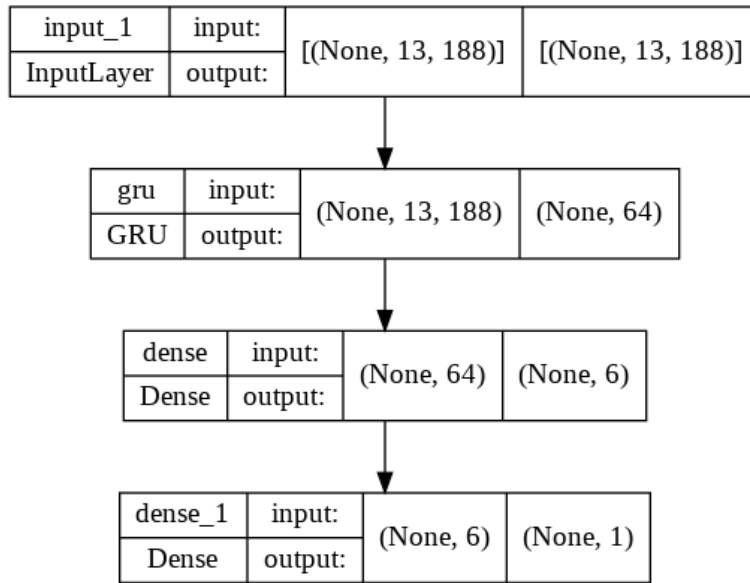 input_1 input: [(None, 13, 188)] [(None, 13, 188)]
InputLayer output:
gru input: (None, 13, 188) (None, 64)
GRU output:
dense input: (None, 64) (None, 6)
Dense output:
dense_1 input: (None, 6) (None, 1)
Dense output: